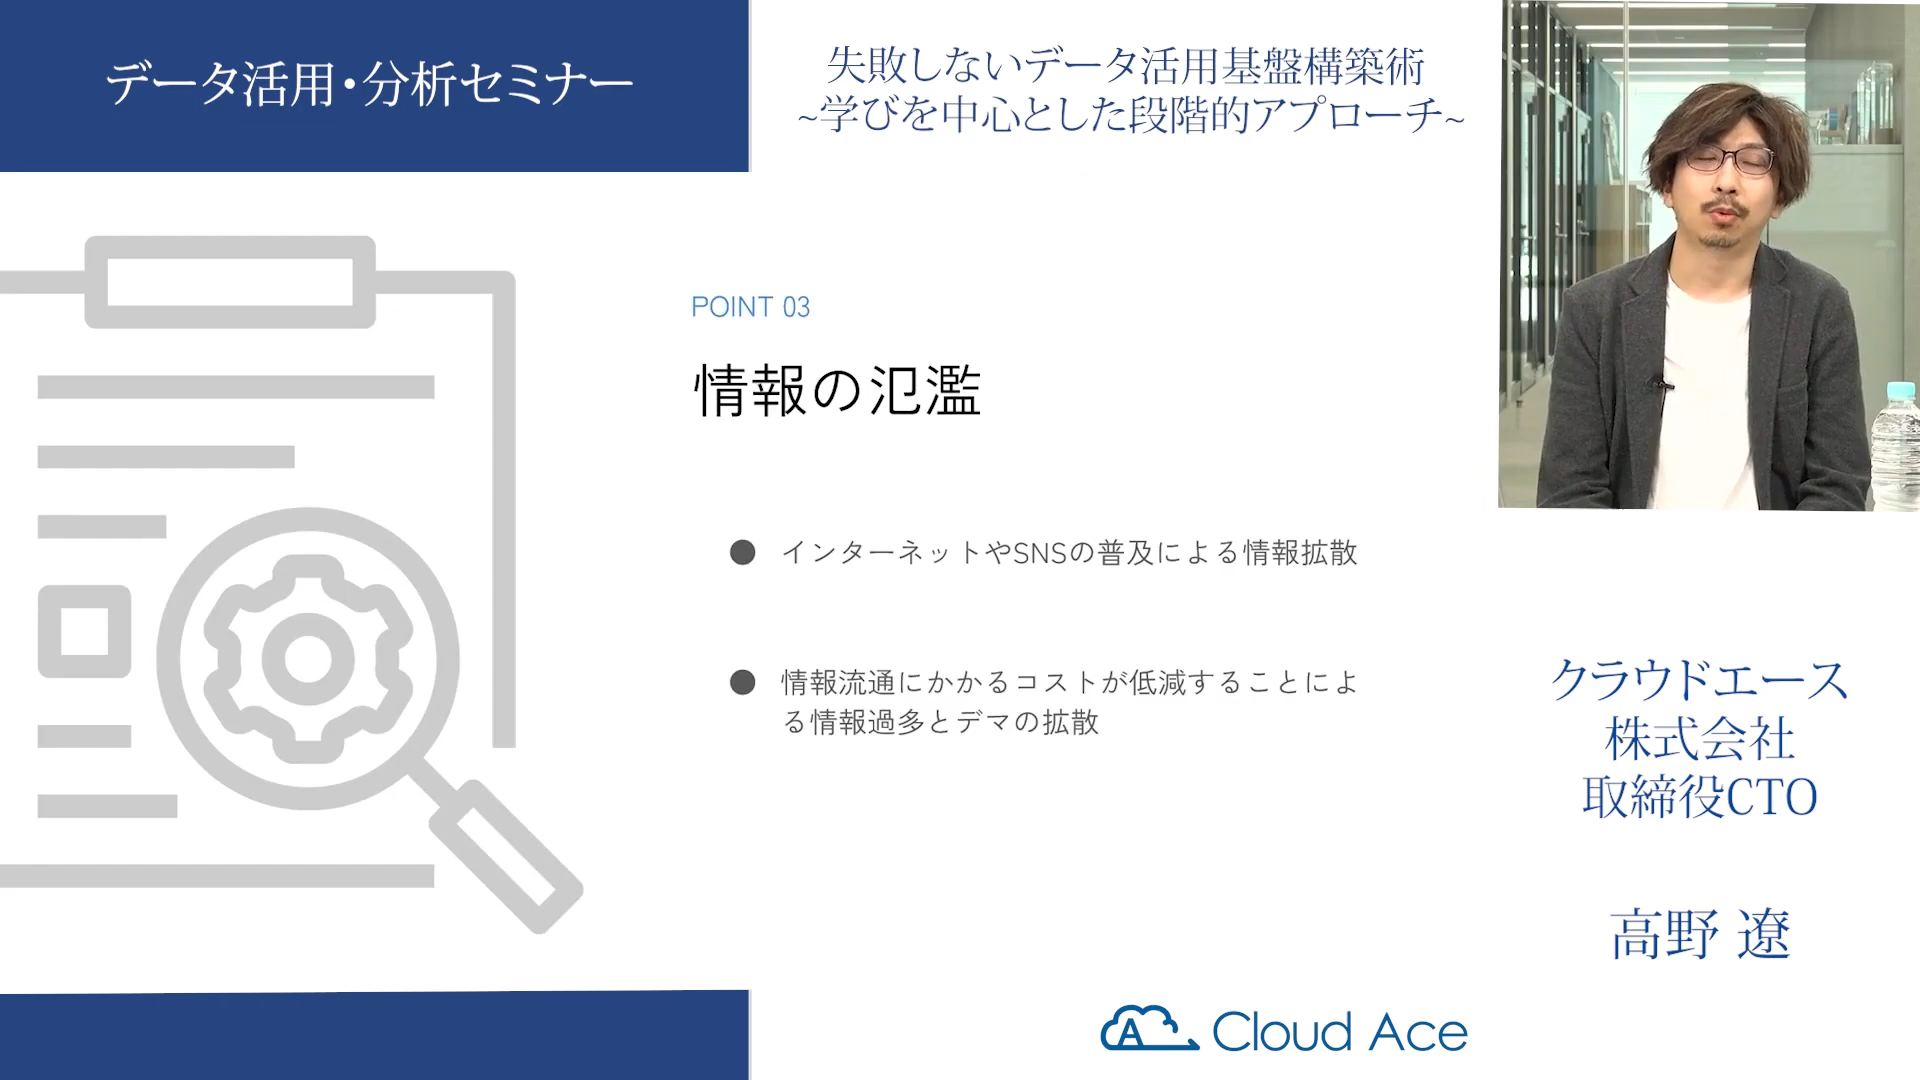 データ活用・分析セミナー
失敗しないデータ活用基盤構築術
~学びを中心とした段階的アプローチ~
POINT 03
情報の氾濫
● インターネットやSNSの普及による情報拡散
● 情報流通にかかるコストが低減することによ
る情報過多とデマの拡散
クラウドエース
株式会社
取締役CTO
高野 遼
A Cloud Ace